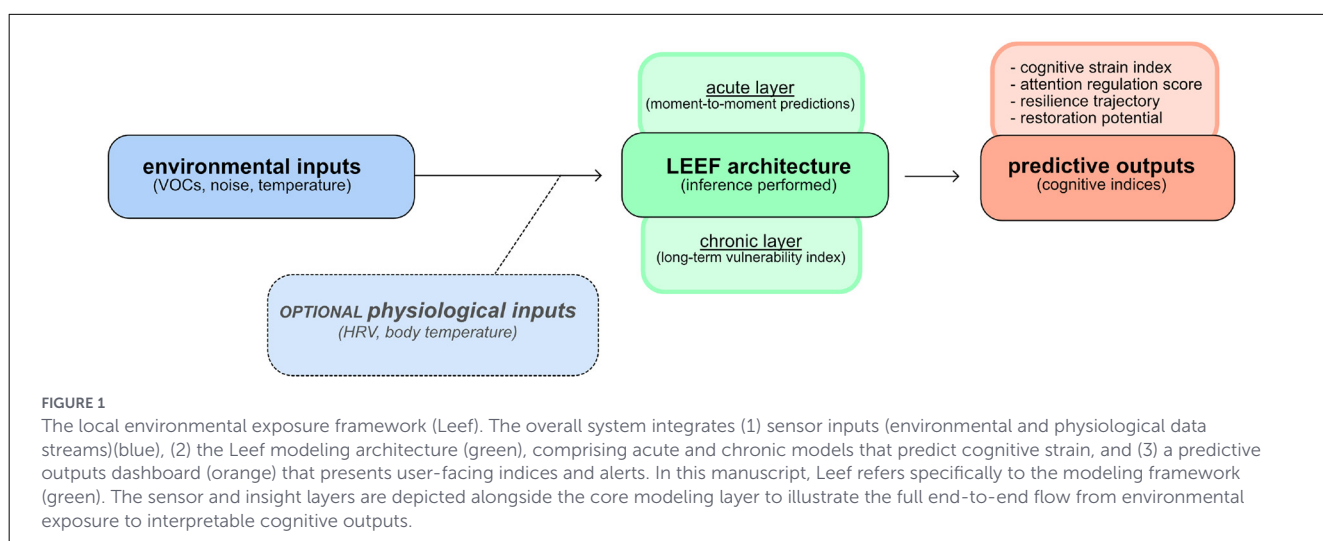 environmental inputs
(VOCs, noise, temperature)
OPTIONAL physiological inputs
(HRV, body temperature)
acute layer
(moment-to-moment predictions)
LEEF architecture
(inference performed)
chronic layer
(long-term vulnerability index)
- cognitive strain index
- attention regulation score
- resilience trajectory
- restoration potential
predictive outputs
(cognitive indices)
FIGURE 1
The local environmental exposure framework (Leef). The overall system integrates (1) sensor inputs (environmental and physiological data
streams)(blue), (2) the Leef modeling architecture (green), comprising acute and chronic models that predict cognitive strain, and (3) a predictive
outputs dashboard (orange) that presents user-facing indices and alerts. In this manuscript, Leef refers specifically to the modeling framework
(green). The sensor and insight layers are depicted alongside the core modeling layer to illustrate the full end-to-end flow from environmental
exposure to interpretable cognitive outputs.